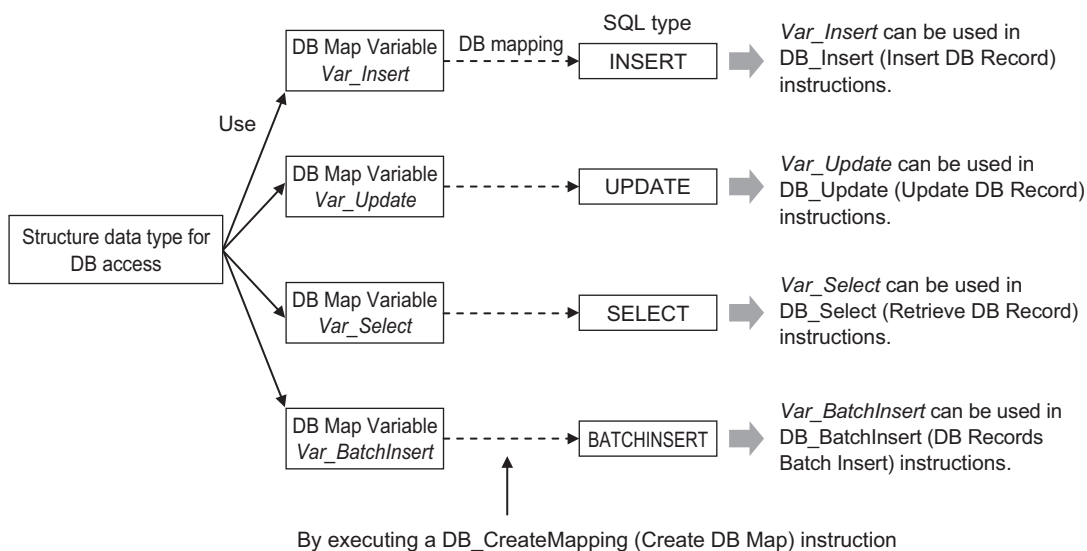 SQL type
DB Map Variable
Var_Insert
DB mapping
INSERT
Var_Insert can be used in
DB_Insert (Insert DB Record)
instructions.
Use
DB Map Variable
Var_Update
UPDATE
Var_Update can be used in
DB_Update (Update DB Record)
instructions.
Structure data type for
DB access
DB Map Variable
Var_Select
SELECT
Var_Select can be used in
DB_Select (Retrieve DB Record)
instructions.
DB Map Variable
Var_BatchInsert
BATCHINSERT
Var_BatchInsert can be used in
DB_BatchInsert (DB Records
Batch Insert) instructions.
By executing a DB_CreateMapping (Create DB Map) instruction